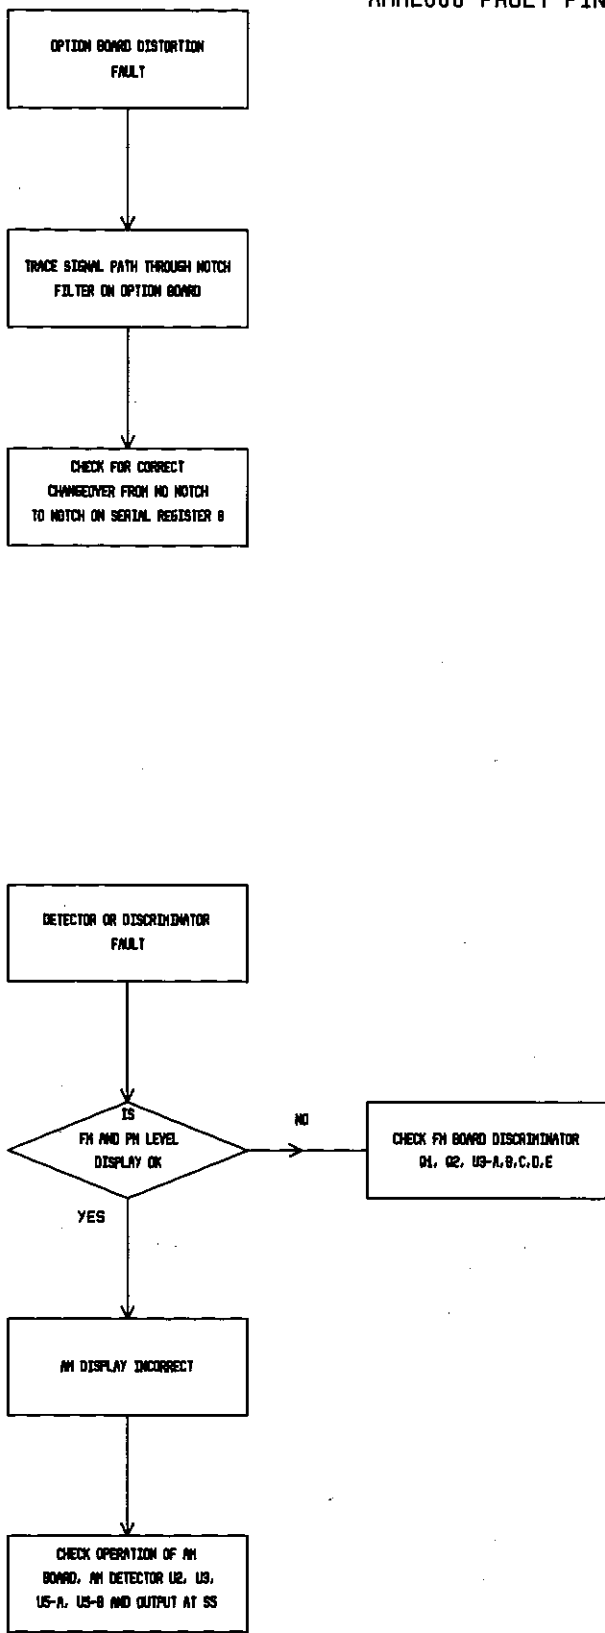 FAULT FIN
OPTION BOARD DISTORTION
FAULT
TRACE SIGNAL PATH THROUGH NOTCH
FILTER ON OPTION BOARD
CHECK FOR CORRECT
CHANGEOVER FROM NO NOTCH
TO NOTCH ON SERIAL REGISTER 8
DETECTOR OR DISCRIMINATOR
FAULT
IS
FM AND PM LEVEL
DISPLAY OK
NO
CHECK FM BOARD DISCRIMINATOR
Q1, Q2, U3-A,B,C,D,E
YES
AM DISPLAY INCORRECT
CHECK OPERATION OF AM
BOARD, AM DETECTOR U2, U3,
U5-A, U5-B AND OUTPUT AT S5